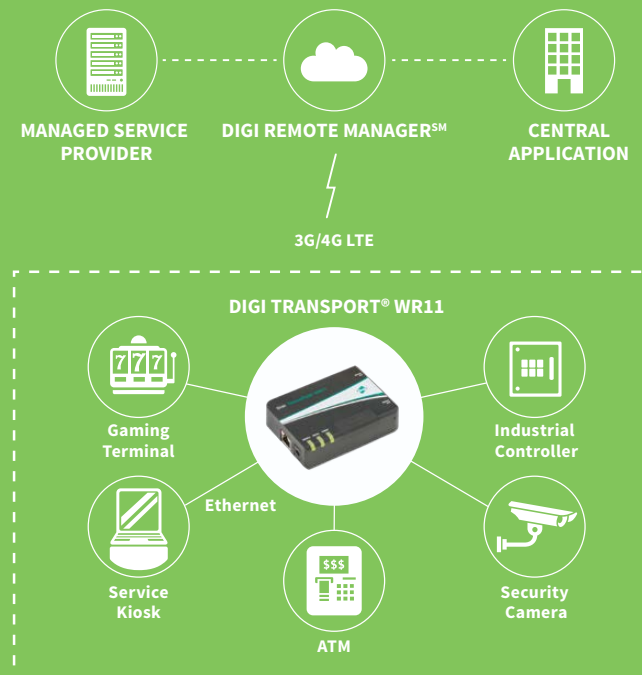 MANAGED SERVICE
PROVIDER
DIGI REMOTE MANAGER℠
CENTRAL
APPLICATION
3G/4G LTE
DIGI TRANSPORT® WR11
777
Gaming
Terminal
Industrial
Controller
Ethernet
Service
Kiosk
$$$
ATM
Security
Camera